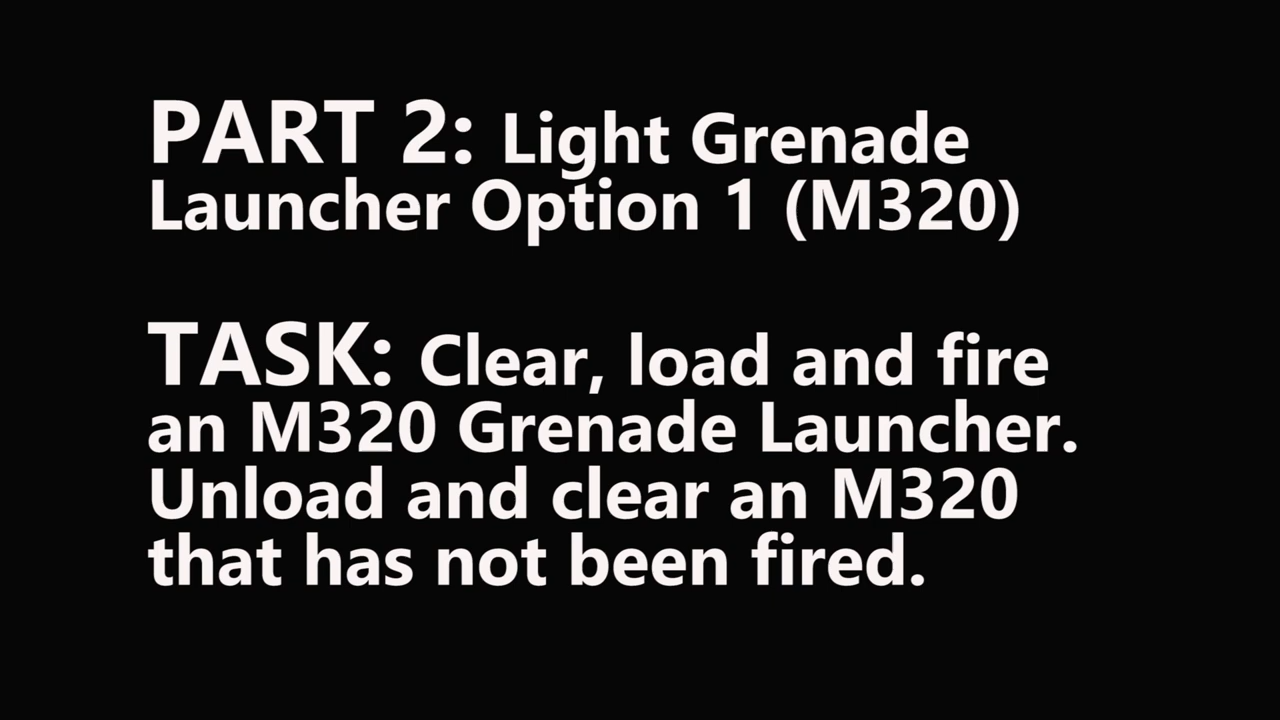 PART 2: Light Grenade
Launcher Option 1 (M320)
TASK: Clear, load and fire
an M320 Grenade Launcher.
Unload and clear an M320
that has not been fired.